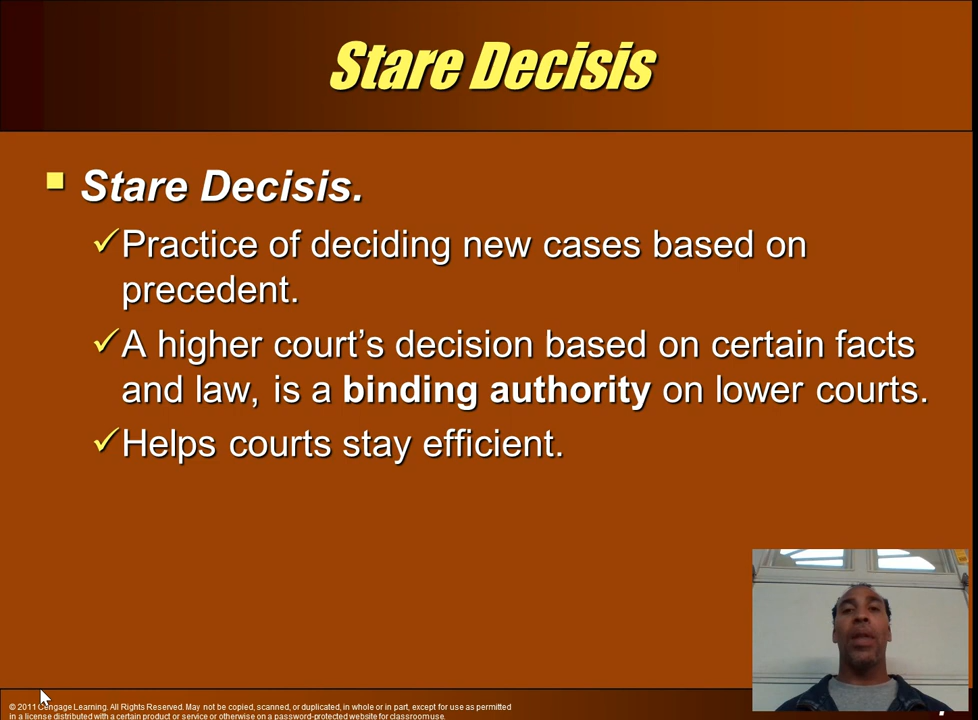 Stare Decisis
Stare Decisis.
Practice of deciding new cases based on
precedent.
A higher court’s decision based on certain facts
and law, is a binding authority on lower courts.
Helps courts stay efficient.
© 2011 Cengage Learning. All Rights Reserved. May not be copied, scanned, or duplicated, in whole or in part, except for use as permitted
in a license distributed with a certain product or service or otherwise on a password-protected website for classroom use.